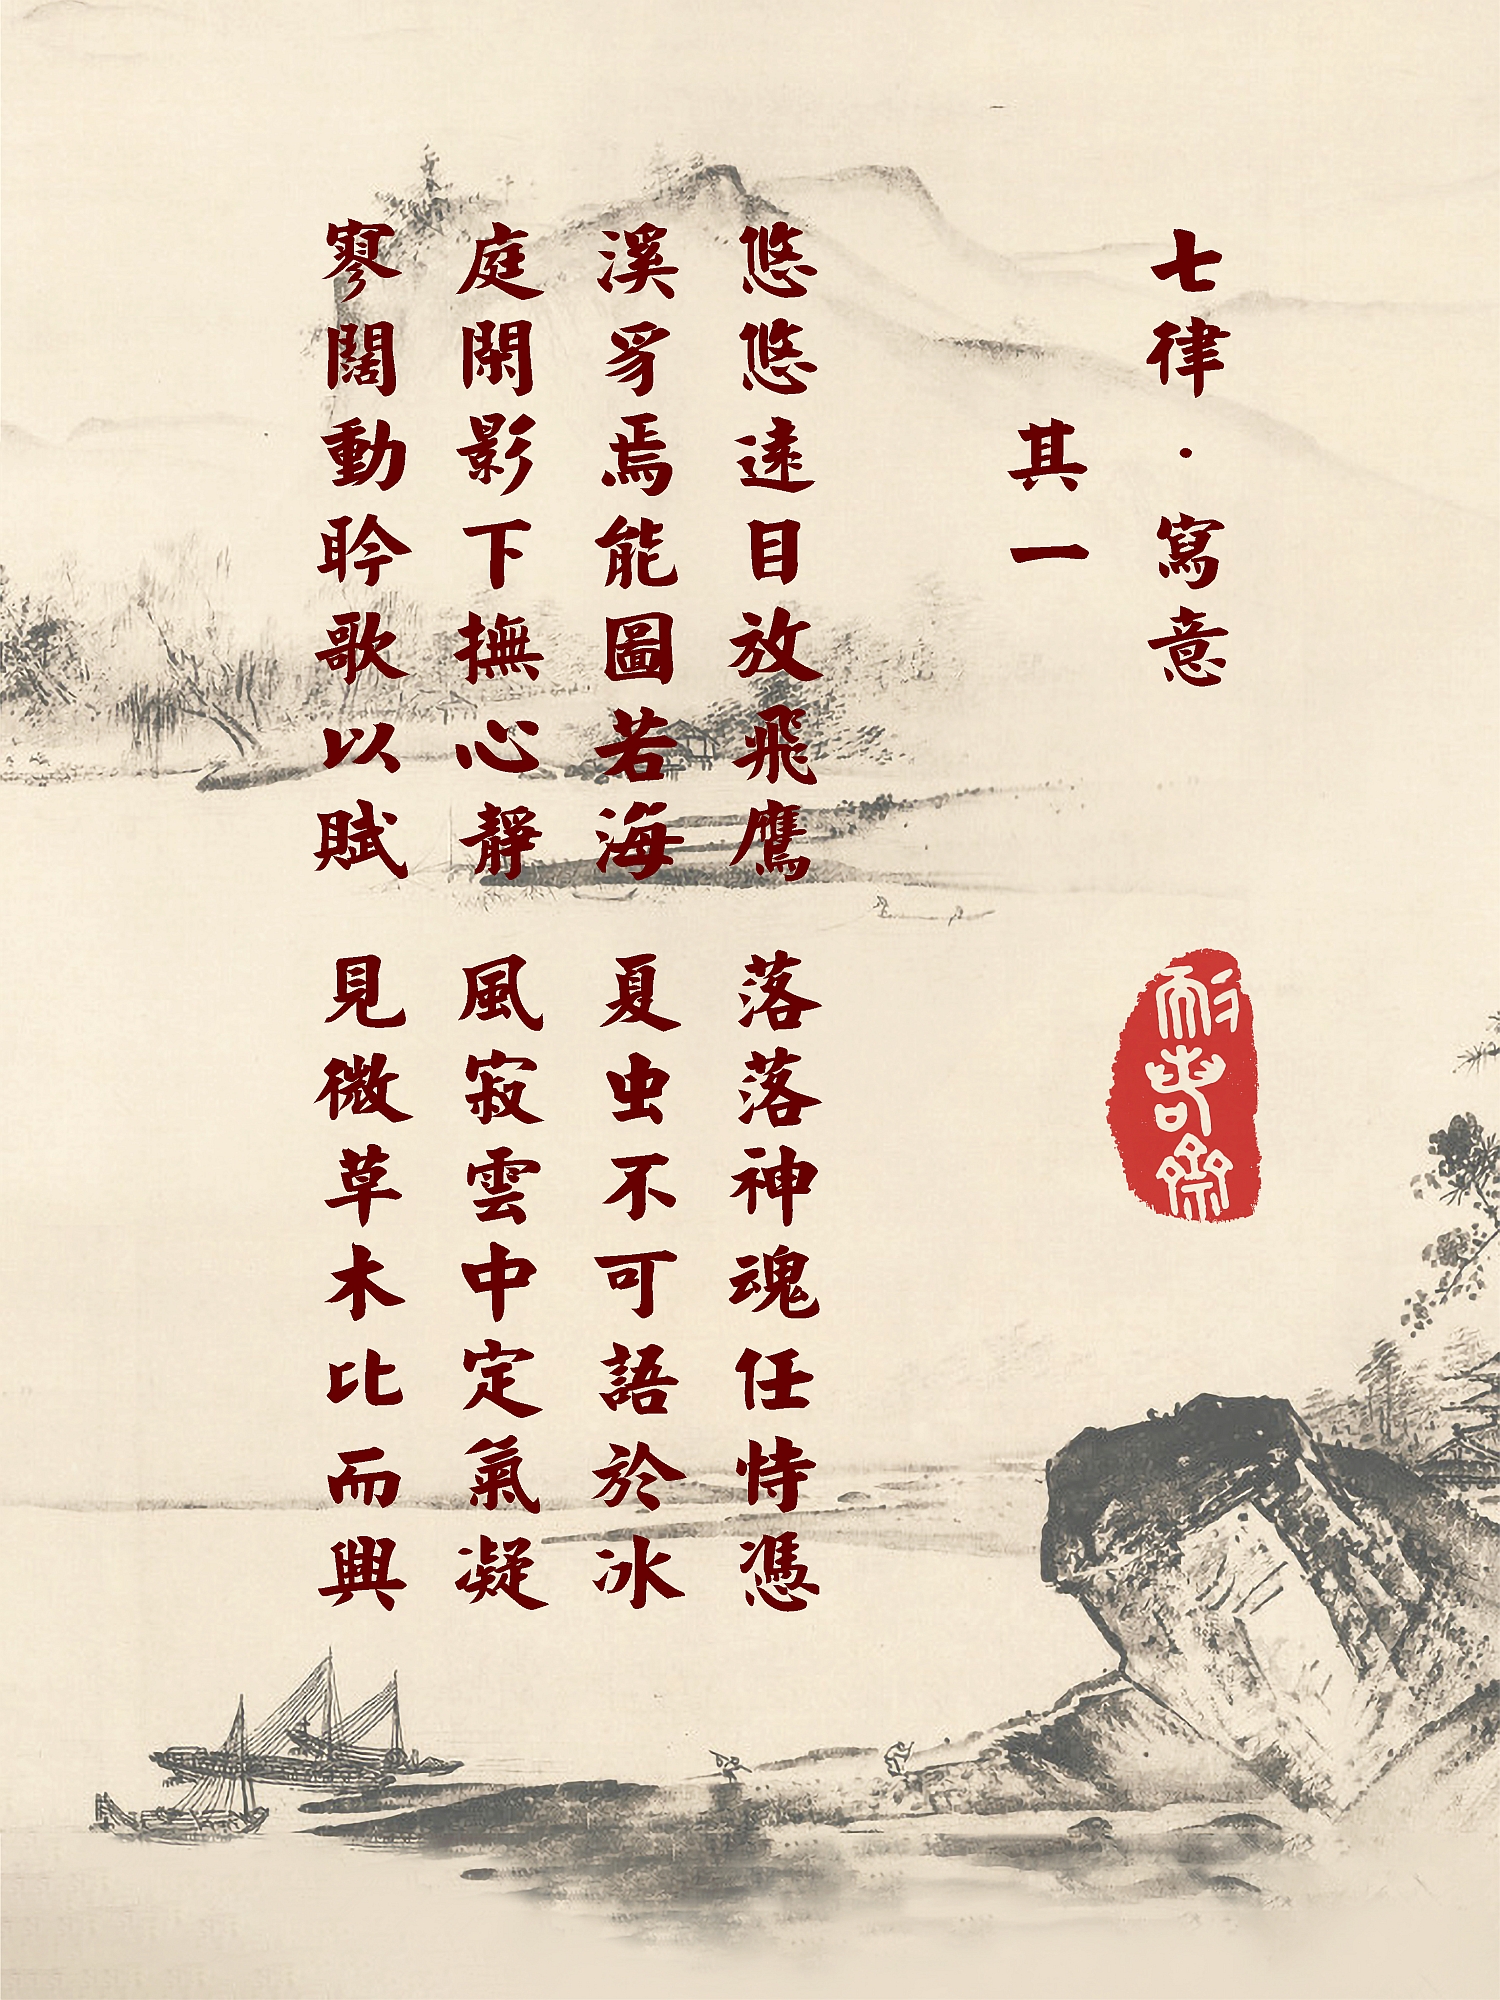 七律·寫意
其一
悠悠遠目放飛鷹 落落神魂任恃憑
溪豸焉能圖若海 夏虫不可語於冰
庭閑影下撫心靜 風寂雲中定氣凝
寥闊動聆歌以賦 見微草木比而興